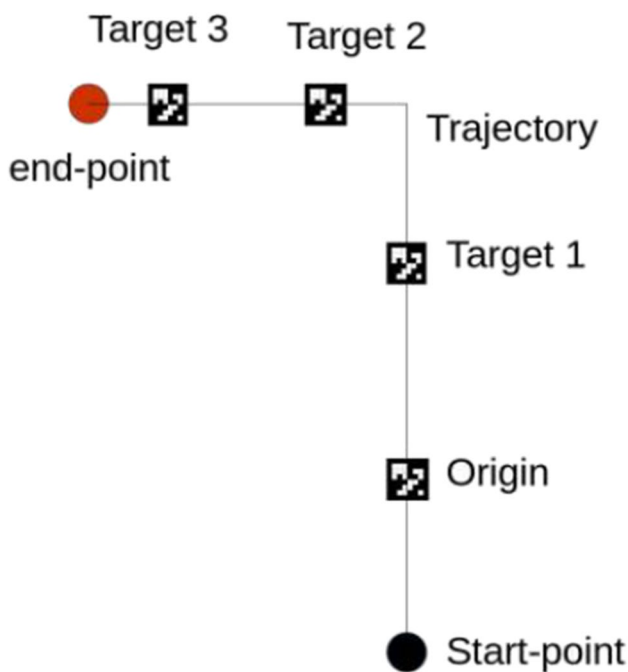 Target 3
Target 2
Trajectory
end-point
Target 1
Origin
Start-point